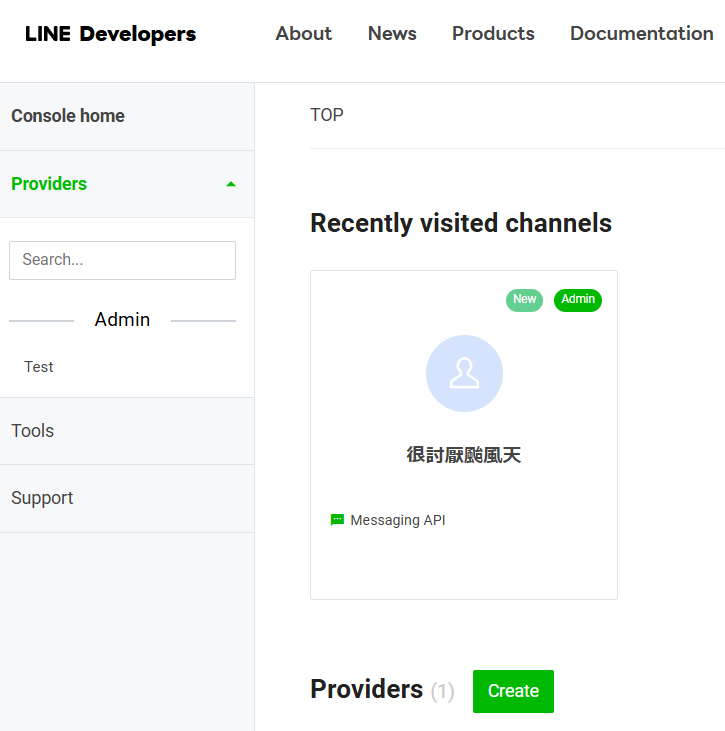 LINE Developers
About
News
Products
Documentation
Console home
Providers
Search...
Admin
Test
Tools
Support
TOP
Recently visited channels
New
Admin
很討厭颱風天
Messaging API
Providers (1)
Create